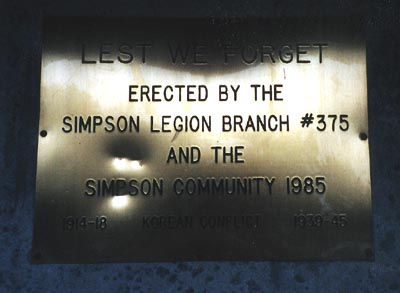 LEST WE FORGET
ERECTED BY THE
SIMPSON LEGION BRANCH #375
AND THE
SIMPSON COMMUNITY 1985
1914-18 KOREAN CONFLICT 1939-45